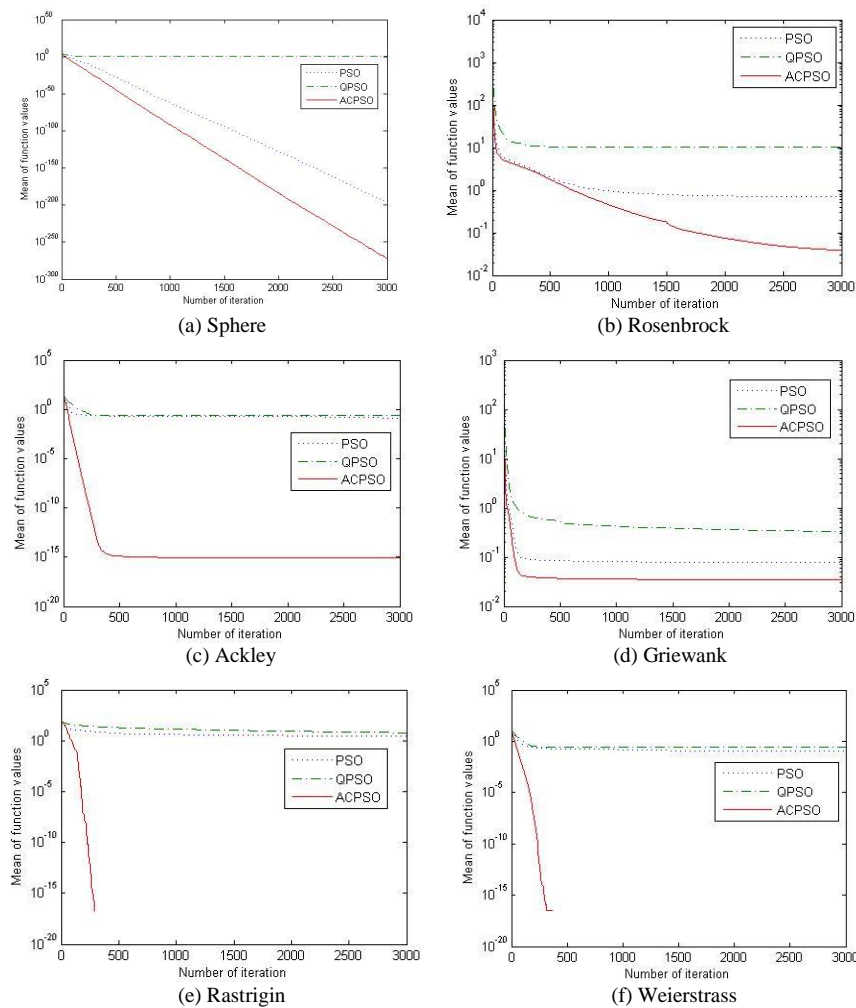 10^50
10^0
10^-50
10^-100
10^-150
10^-200
10^-250
10^-300
Mean of function values
PSO
QPSO
ACPSO
0 500 1000 1500 2000 2500 3000
Number of iteration
(a) Sphere
10^4
10^3
10^2
10^1
10^0
10^-1
10^-2
Mean of function values
PSO
QPSO
ACPSO
0 500 1000 1500 2000 2500 3000
Number of iteration
(b) Rosenbrock
10^5
10^0
10^-5
10^-10
10^-15
10^-20
Mean of function values
PSO
QPSO
ACPSO
0 500 1000 1500 2000 2500 3000
Number of iteration
(c) Ackley
10^3
10^2
10^1
10^0
10^-1
10^-2
Mean of function values
PSO
QPSO
ACPSO
0 500 1000 1500 2000 2500 3000
Number of iteration
(d) Griewank
10^5
10^0
10^-5
10^-10
10^-15
10^-20
Mean of function values
PSO
QPSO
ACPSO
0 500 1000 1500 2000 2500 3000
Number of iteration
(e) Rastrigin
10^5
10^0
10^-5
10^-10
10^-15
10^-20
Mean of function values
PSO
QPSO
ACPSO
0 500 1000 1500 2000 2500 3000
Number of iteration
(f) Weierstrass